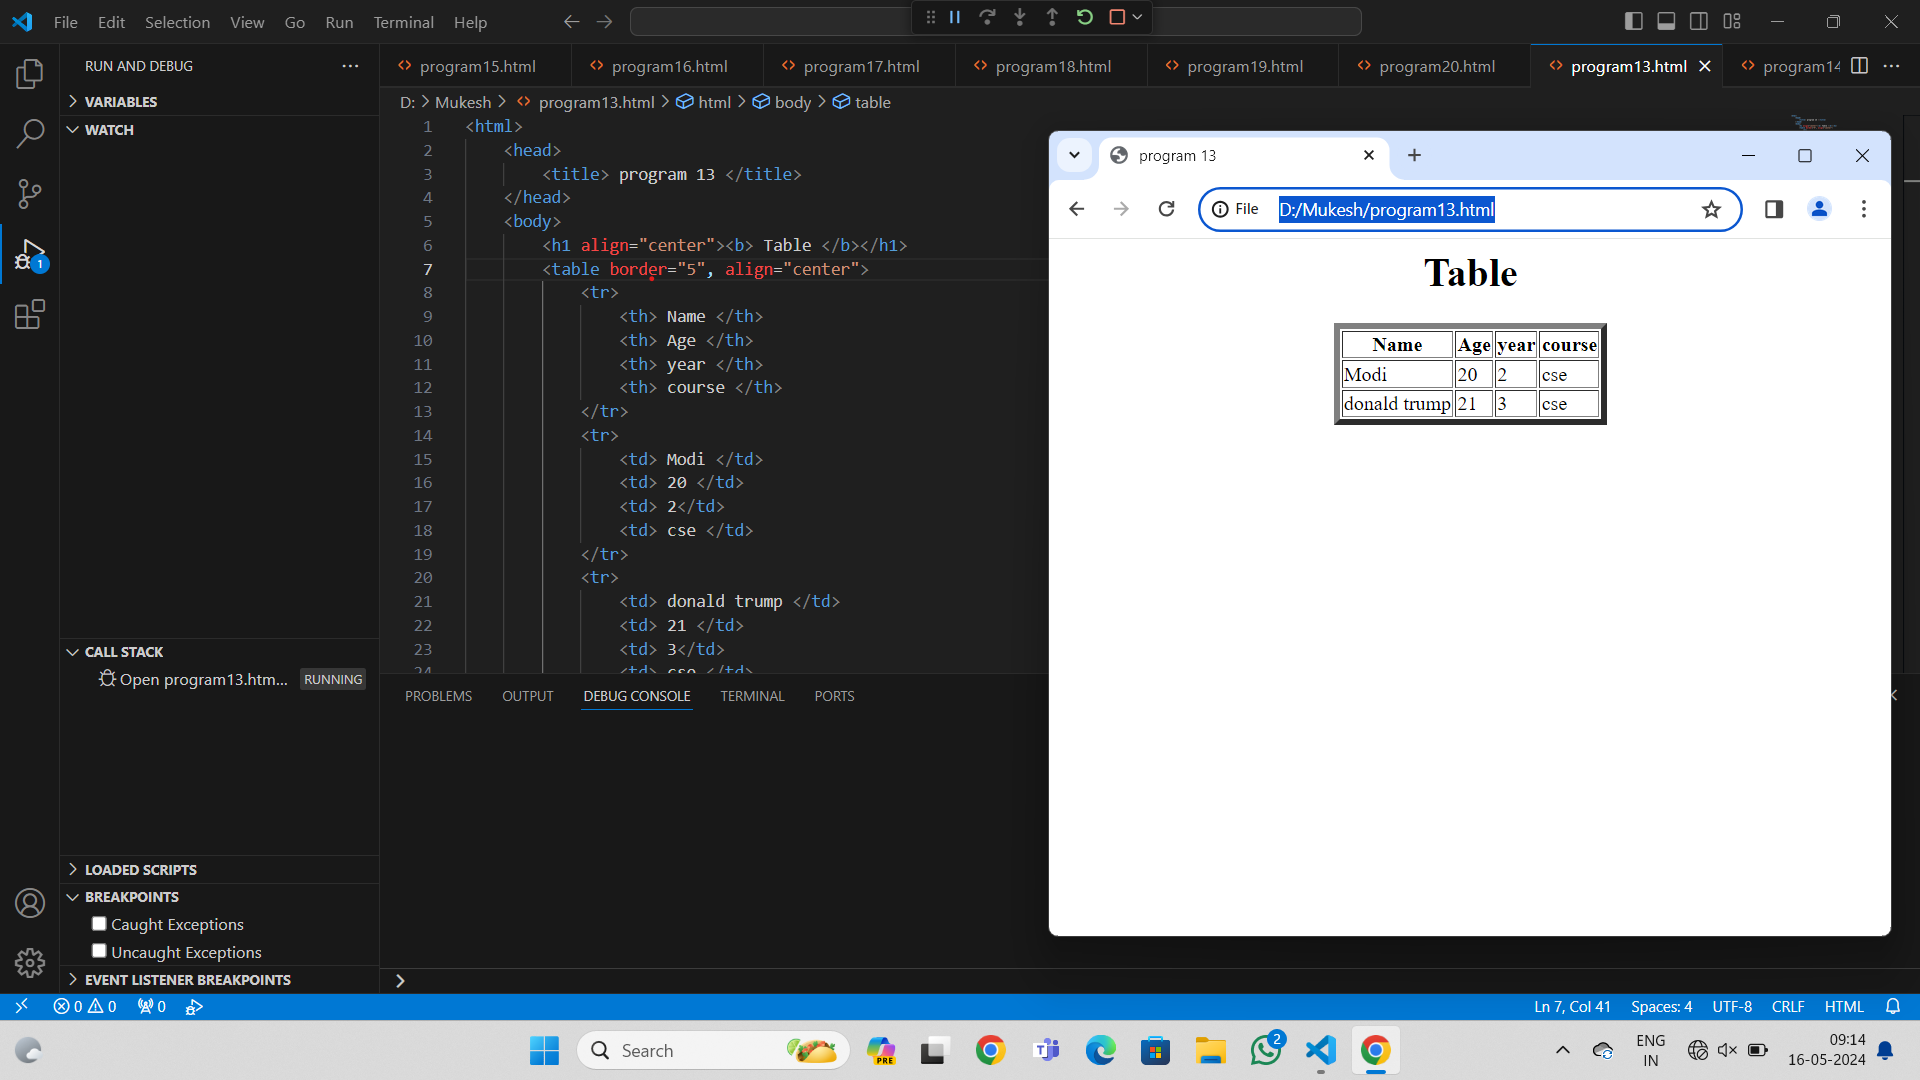 File Edit Selection View Go Run Terminal Help
RUN AND DEBUG
VARIABLES
WATCH
CALL STACK
Open program13.htm... RUNNING
LOADED SCRIPTS
BREAKPOINTS
Caught Exceptions
Uncaught Exceptions
EVENT LISTENER BREAKPOINTS
1
program15.html program16.html program17.html program18.html program19.html program20.html program13.html program14
D: > Mukesh > program13.html > html > body > table
1 <html>
2 <head>
3 <title> program 13 </title>
4 </head>
5 <body>
6 <h1 align="center"><b> Table </b></h1>
7 <table border="5", align="center">
8 <tr>
9 <th> Name </th>
10 <th> Age </th>
11 <th> year </th>
12 <th> course </th>
13 </tr>
14 <tr>
15 <td> Modi </td>
16 <td> 20 </td>
17 <td> 2</td>
18 <td> cse </td>
19 </tr>
20 <tr>
21 <td> donald trump </td>
22 <td> 21 </td>
23 <td> 3</td>
24 <td> cse </td>
PROBLEMS OUTPUT DEBUG CONSOLE TERMINAL PORTS
program 13
File D:/Mukesh/program13.html
Table
Name Age year course
Modi 20 2 cse
donald trump 21 3 cse
0 0 0 Ln 7, Col 41 Spaces: 4 UTF-8 CRLF HTML
Search PRE 2 ENG 09:14
IN 16-05-2024